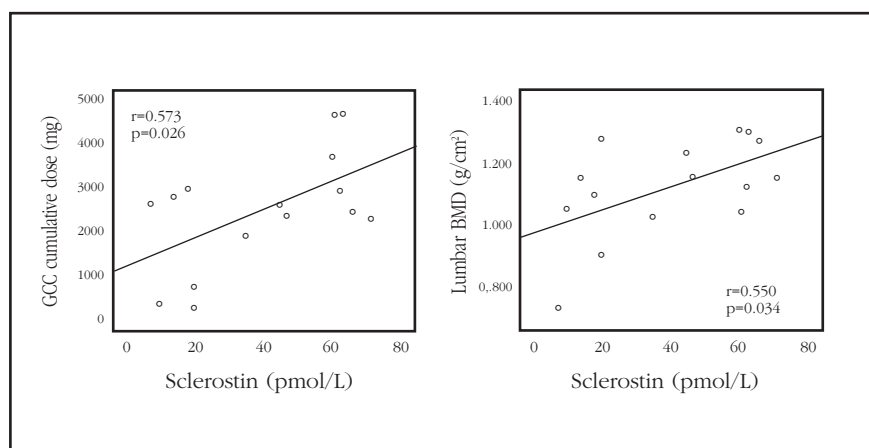 GCC cumulative dose (mg)
5000
4000
3000
2000
1000
0
r=0.573
p=0.026
0 20 40 60 80
Sclerostin (pmol/L)
Lumbar BMD (g/cm²)
1.400
1.200
1.000
0,.800
r=0.550
p=0.034
0 20 40 60 80
Sclerostin (pmol/L)